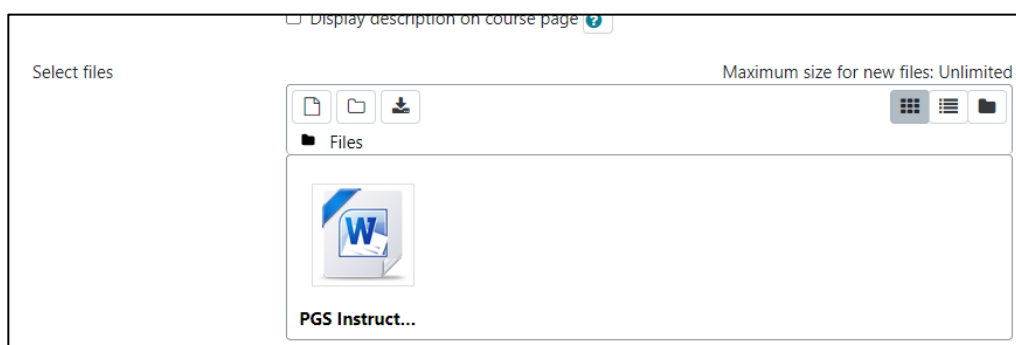 Display description on course page
Select files
Maximum size for new files: Unlimited
Files
W
PGS Instruct...